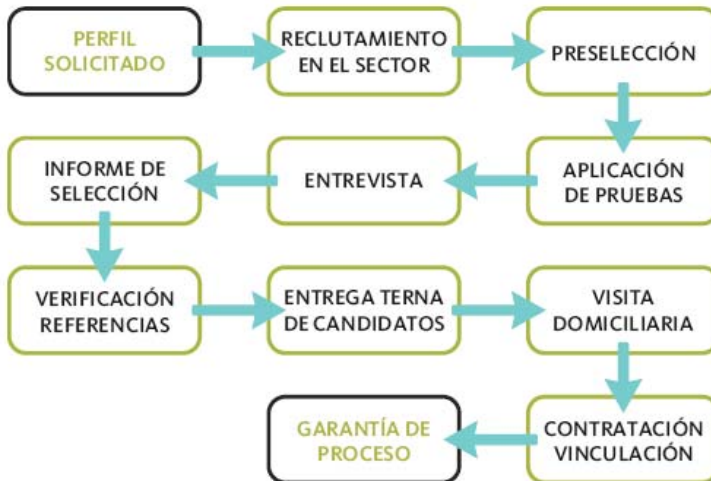 PERFIL
SOLICITADO
RECLUTAMIENTO
EN EL SECTOR
PRESELECCIÓN
APLICACIÓN
DE PRUEBAS
ENTREVISTA
INFORME DE
SELECCIÓN
VERIFICACIÓN
REFERENCIAS
ENTREGA TERNA
DE CANDIDATOS
VISITA
DOMICILIARIA
CONTRATACIÓN
VINCULACIÓN
GARANTÍA DE
PROCESO